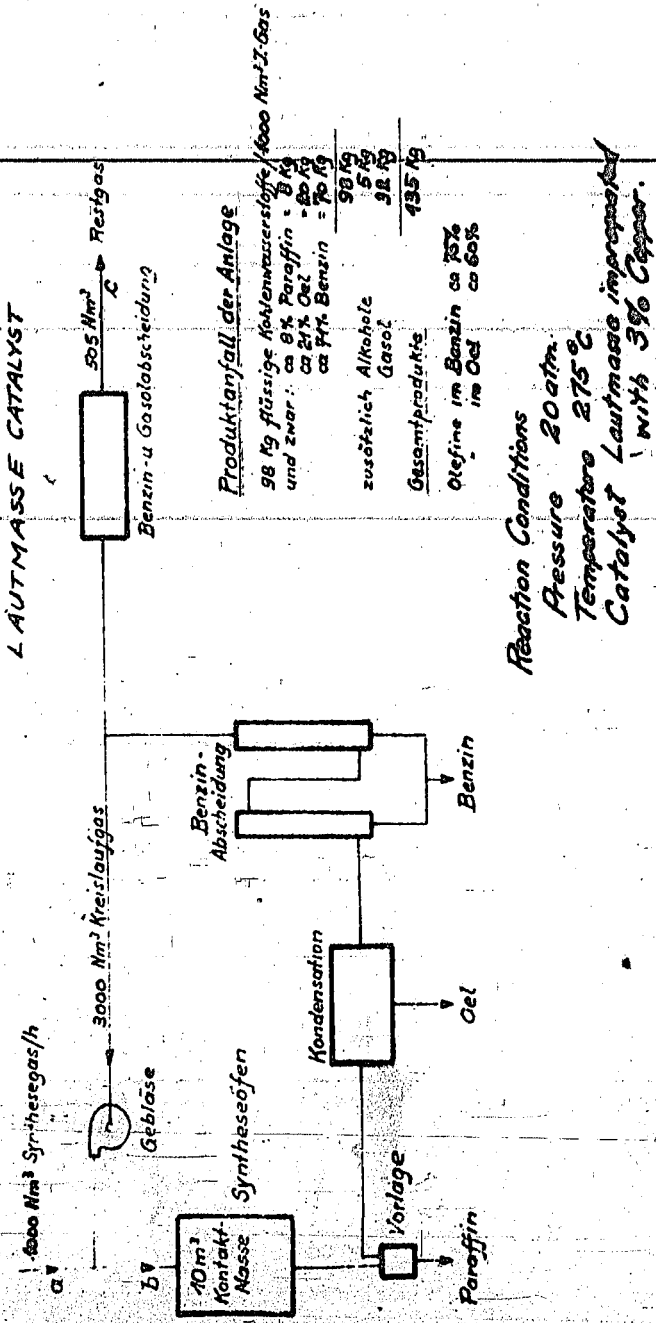 LAUTMASSE CATALYST
1000 Nm³ Synthesegas/h
a
b
10 m³
Kontakt-
Masse
Syntheseöfen
Gebläse
3000 Nm³ Kreislaufgas
Vorlage
Paraffin
Kondensation
Oel
Benzin-
Abscheidung
Benzin
Benzin-u Gasolabscheidung
505 Nm³
c
Restgas
Produktanfall der Anlage
98 Kg flüssige Kohlenwasserstoffe/1000 Nm³ I-Gas
und zwar: ca 8% Paraffin = 8 Kg
ca 21% Oel = 20 Kg
ca 71% Benzin = 70 Kg
98 Kg
zusätzlich Alkohole 5 Kg
Gasol 32 Kg
Gesamtprodukte 135 Kg
Olefine im Benzin ca 75%
" im Oel ca 60%
Reaction Conditions
Pressure 20 atm.
Temperature 275°C
Catalyst Lautmasse impregnated
with 3% Copper.